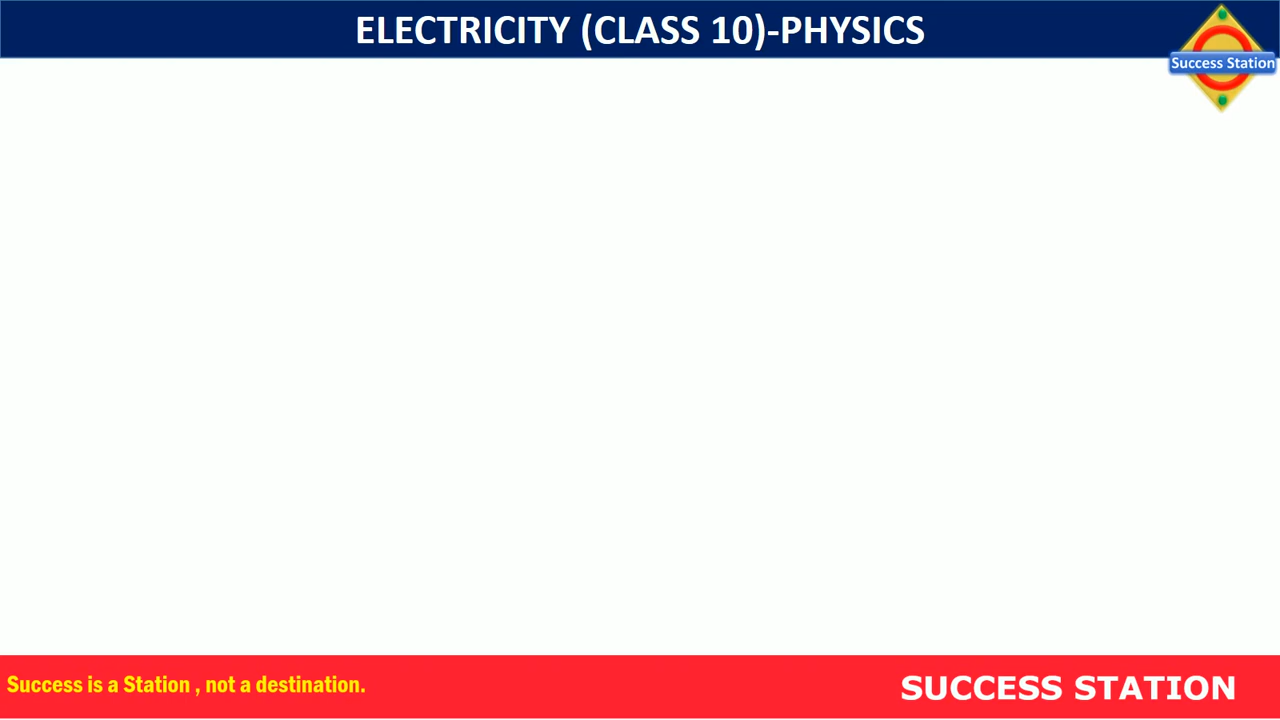 ELECTRICITY (CLASS 10)-PHYSICS
Success Station
Success is a Station , not a destination.
SUCCESS STATION